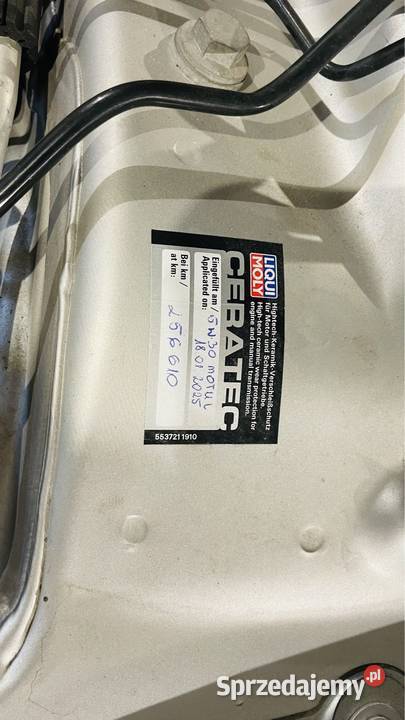 LIQUI
MOLY
Hightech-Keramik-Verschleißschutz
für Motor und Schaltgetriebe.
High-tech ceramic wear protection for
engine and manual transmission.
CERATEC
Eingefüllt am/
Applicated on:
5W30 MOTUL
18.01 2025
Bei km/
at km:
256610
5537211910
Sprzedajemy.pl